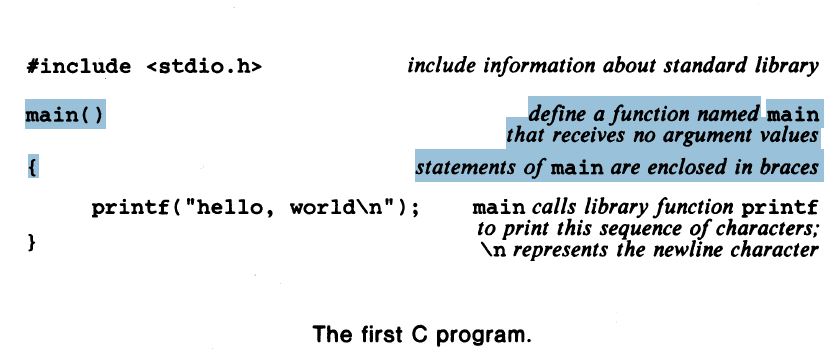 #include <stdio.h> include information about standard library
main() define a function named main
that receives no argument values
{ statements of main are enclosed in braces
printf("hello, world\n"); main calls library function printf
to print this sequence of characters;
} \n represents the newline character
The first C program.